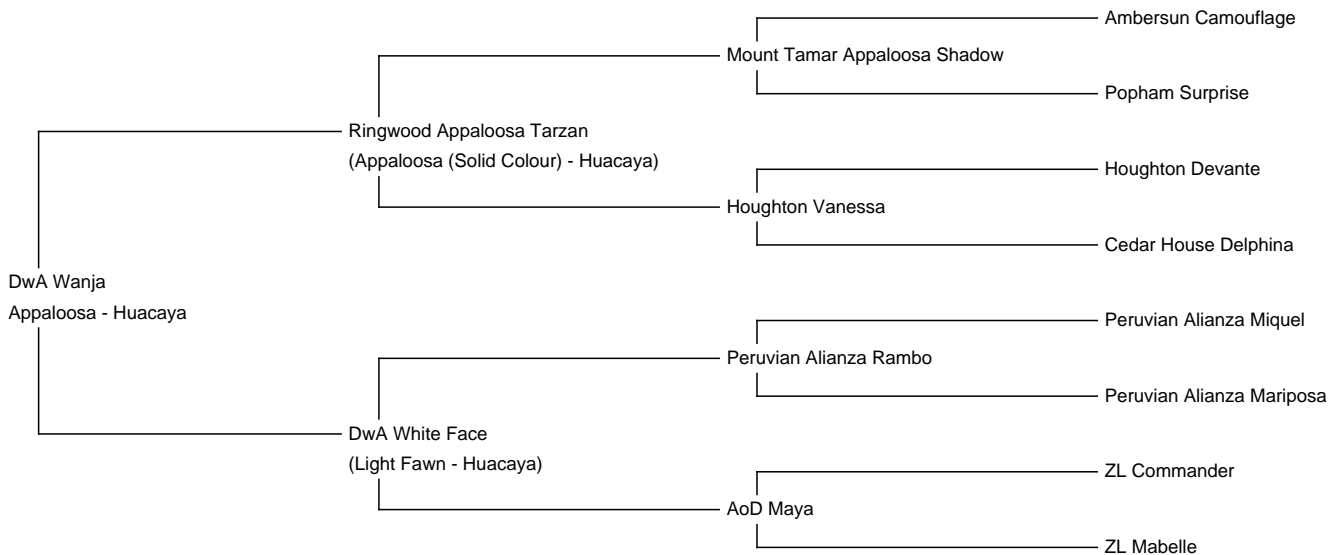 Ambersun Camouflage
Mount Tamar Appaloosa Shadow
Popham Surprise
Ringwood Appaloosa Tarzan
(Appaloosa (Solid Colour) - Huacaya)
Houghton Devante
Houghton Vanessa
Cedar House Delphina
DwA Wanja
Appaloosa - Huacaya
Peruvian Alianza Miquel
Peruvian Alianza Rambo
Peruvian Alianza Mariposa
DwA White Face
(Light Fawn - Huacaya)
ZL Commander
AoD Maya
ZL Mabelle